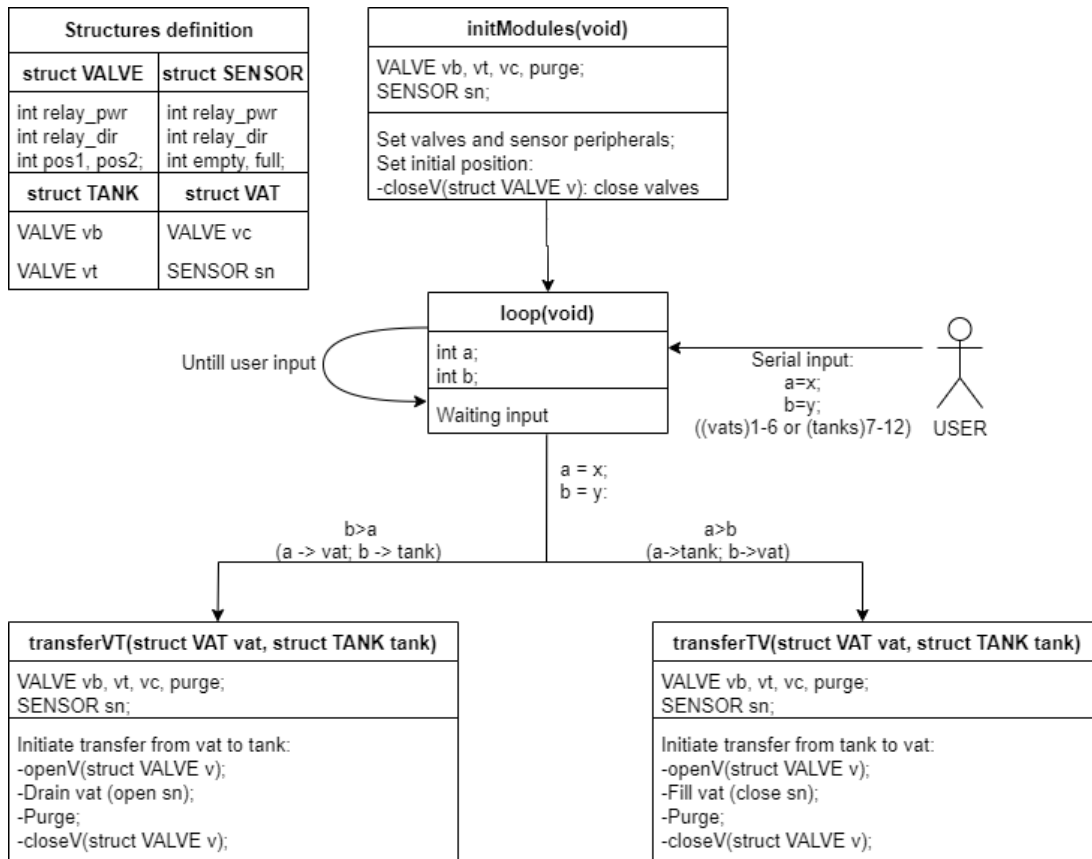 Structures definition
struct VALVE
struct SENSOR
int relay_pwr
int relay_dir
int pos1, pos2;
int relay_pwr
int relay_dir
int empty, full;
struct TANK
struct VAT
VALVE vb
VALVE vt
VALVE vc
SENSOR sn
initModules(void)
VALVE vb, vt, vc, purge;
SENSOR sn;
Set valves and sensor peripherals;
Set initial position:
-closeV(struct VALVE v): close valves
loop(void)
int a;
int b;
Waiting input
Untill user input
Serial input:
a=x;
b=y;
((vats)1-6 or (tanks)7-12)
USER
a = x;
b = y:
b>a
(a -> vat; b -> tank)
a>b
(a->tank; b->vat)
transferVT(struct VAT vat, struct TANK tank)
VALVE vb, vt, vc, purge;
SENSOR sn;
Initiate transfer from vat to tank:
-openV(struct VALVE v);
-Drain vat (open sn);
-Purge;
-closeV(struct VALVE v);
transferTV(struct VAT vat, struct TANK tank)
VALVE vb, vt, vc, purge;
SENSOR sn;
Initiate transfer from tank to vat:
-openV(struct VALVE v);
-Fill vat (close sn);
-Purge;
-closeV(struct VALVE v);